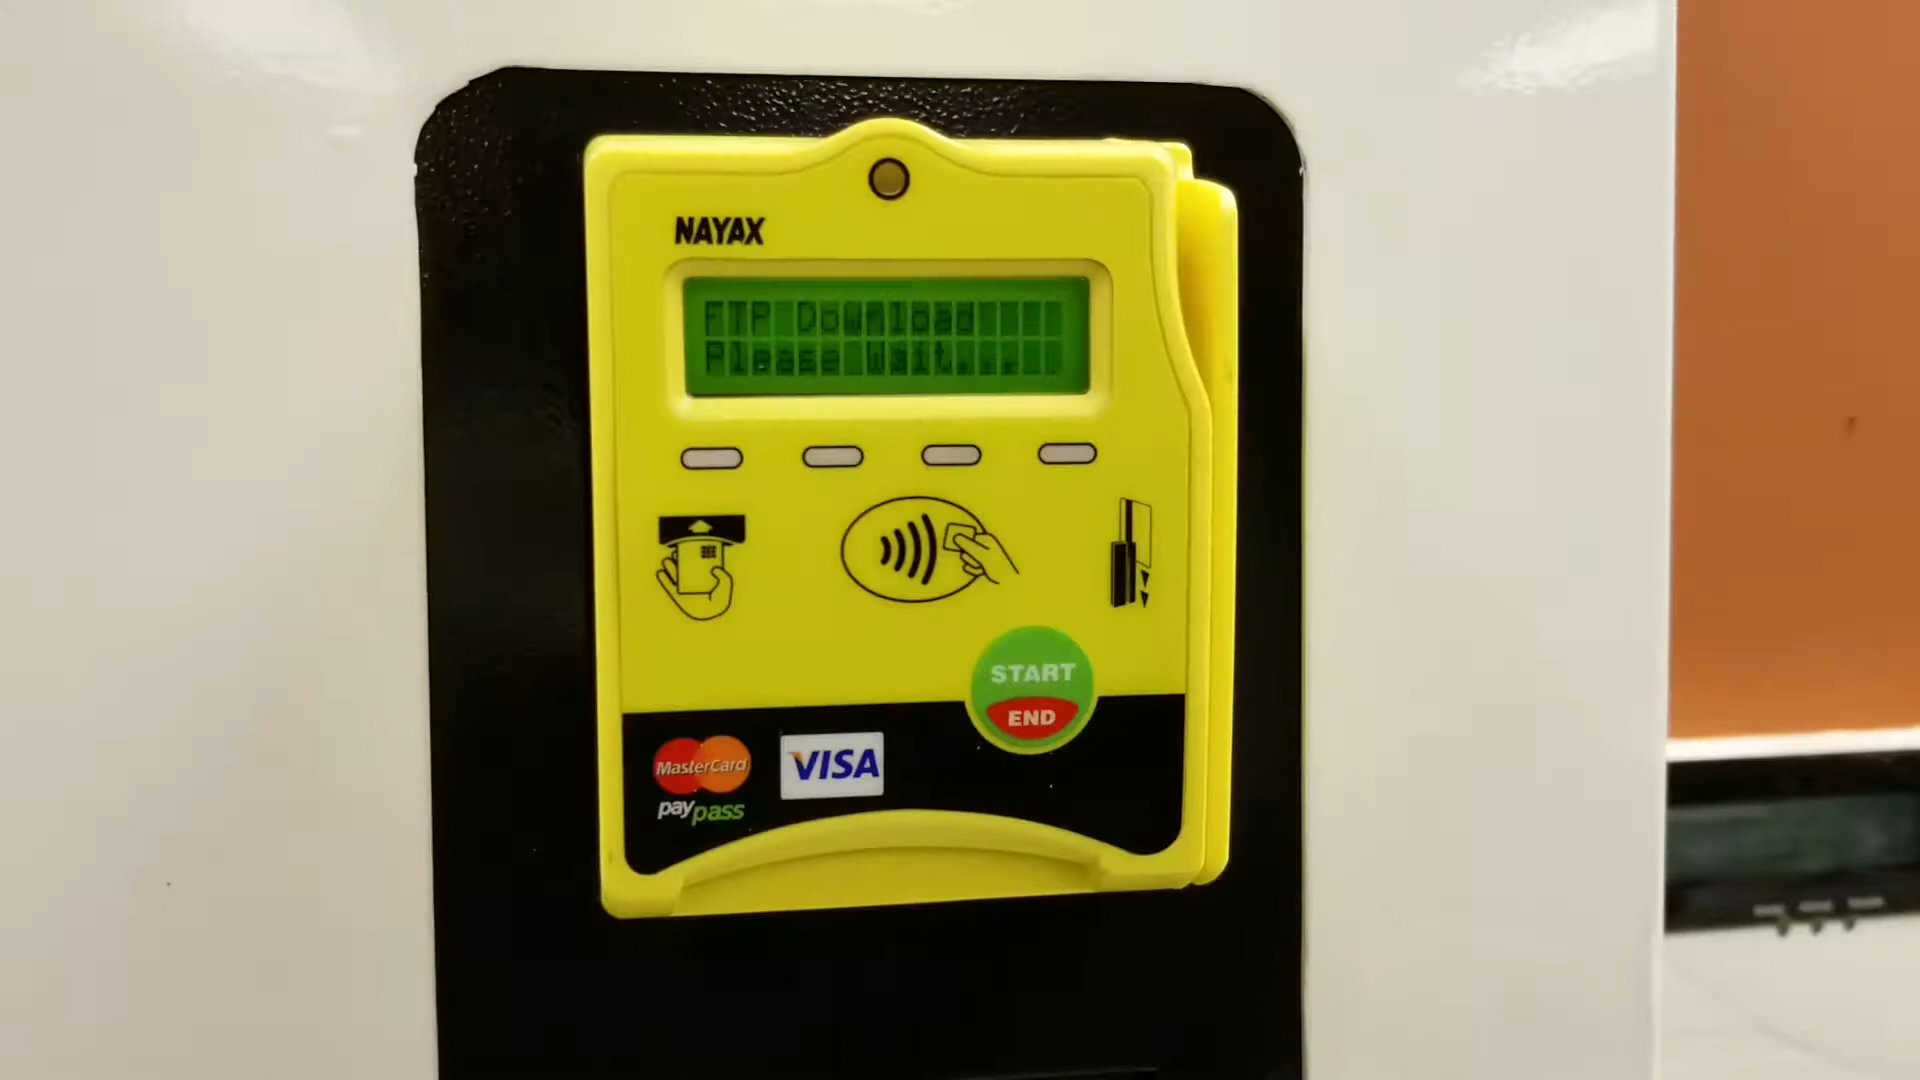 NAYAX
FTP Download
Please Wait...
START
END
MasterCard
VISA
paypass